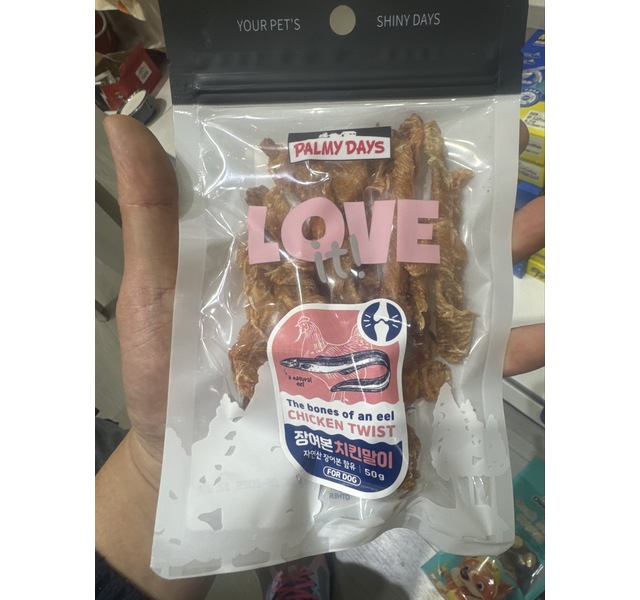 YOUR PET'S SHINY DAYS
PALMY DAYS
LOVE
it!
a natural
eel
The bones of an eel
CHICKEN TWIST
장어본 치킨말이
자연산 장어본 함유 50g
FOR DOG